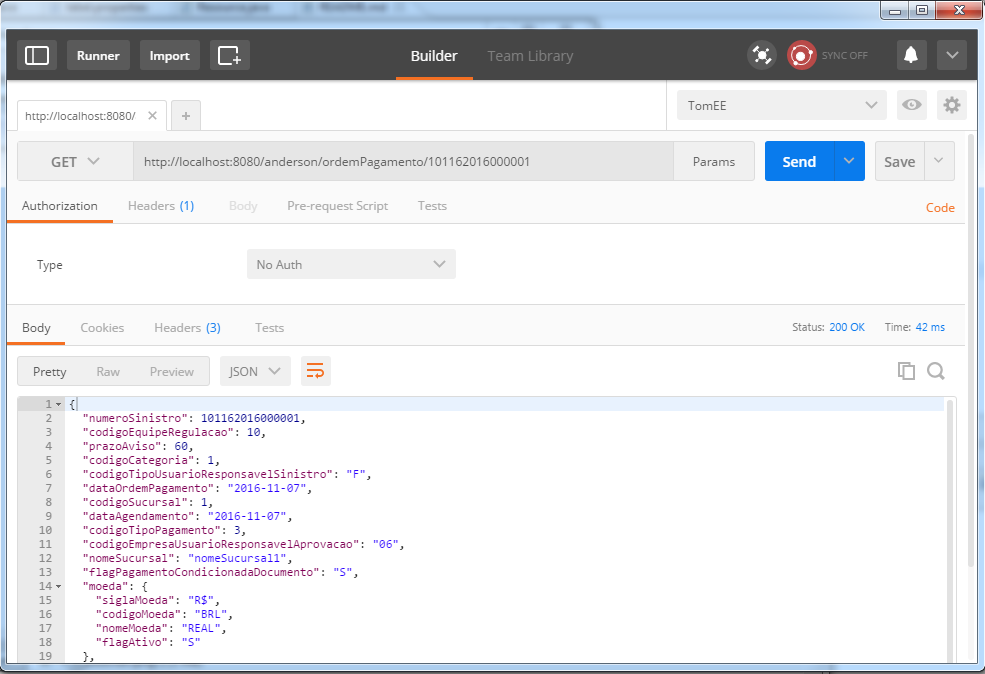 Runner Import Builder Team Library SYNC OFF
http://localhost:8080/ TomEE
GET http://localhost:8080/anderson/ordemPagamento/101162016000001 Params Send Save
Authorization Headers (1) Body Pre-request Script Tests Code
Type No Auth
Body Cookies Headers (3) Tests Status: 200 OK Time: 42 ms
Pretty Raw Preview JSON
1 {
2 "numeroSinistro": 101162016000001,
3 "codigoEquipeRegulacao": 10,
4 "prazoAviso": 60,
5 "codigoCategoria": 1,
6 "codigoTipoUsuarioResponsavelSinistro": "F",
7 "dataOrdemPagamento": "2016-11-07",
8 "codigoSucursal": 1,
9 "dataAgendamento": "2016-11-07",
10 "codigoTipoPagamento": 3,
11 "codigoEmpresaUsuarioResponsavelAprovacao": "06",
12 "nomeSucursal": "nomeSucursal1",
13 "flagPagamentoCondicionadaDocumento": "S",
14 "moeda": {
15 "siglaMoeda": "R$",
16 "codigoMoeda": "BRL",
17 "nomeMoeda": "REAL",
18 "flagAtivo": "S"
19 },